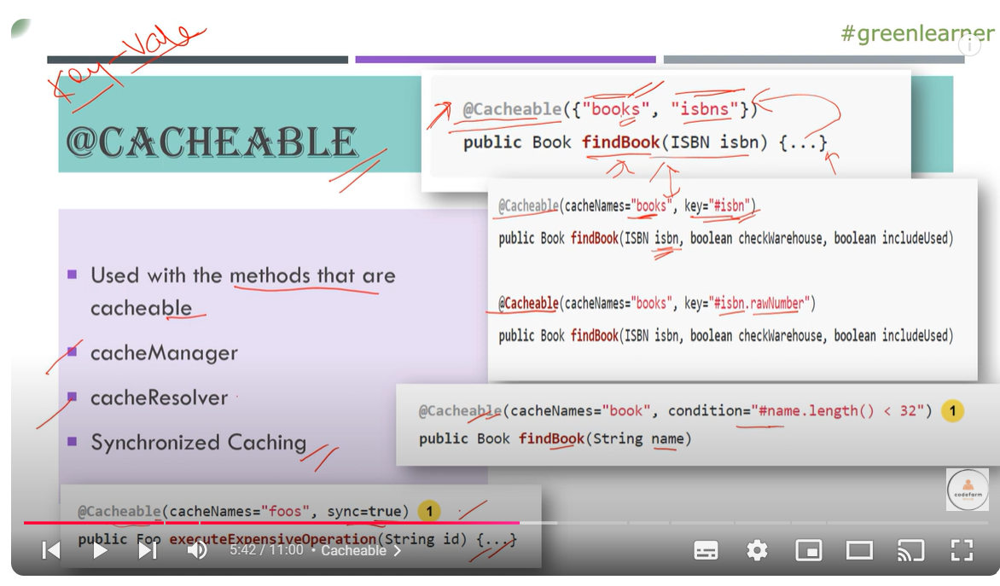 #greenlearner
Key-Vale
@CACHEABLE
@Cacheable({"books", "isbns"})
public Book findBook(ISBN isbn) {...}
@Cacheable(cacheNames="books", key="#isbn")
public Book findBook(ISBN isbn, boolean checkWarehouse, boolean includeUsed)
@Cacheable(cacheNames="books", key="#isbn.rawNumber")
public Book findBook(ISBN isbn, boolean checkWarehouse, boolean includeUsed)
Used with the methods that are
cacheable
cacheManager
cacheResolver
Synchronized Caching
@Cacheable(cacheNames="book", condition="#name.length() < 32") 1
public Book findBook(String name)
codefarm
@Cacheable(cacheNames="foos", sync=true) 1
public Foo executeExpensiveOperation(String id) {...}
5:42 / 11:00 • Cacheable